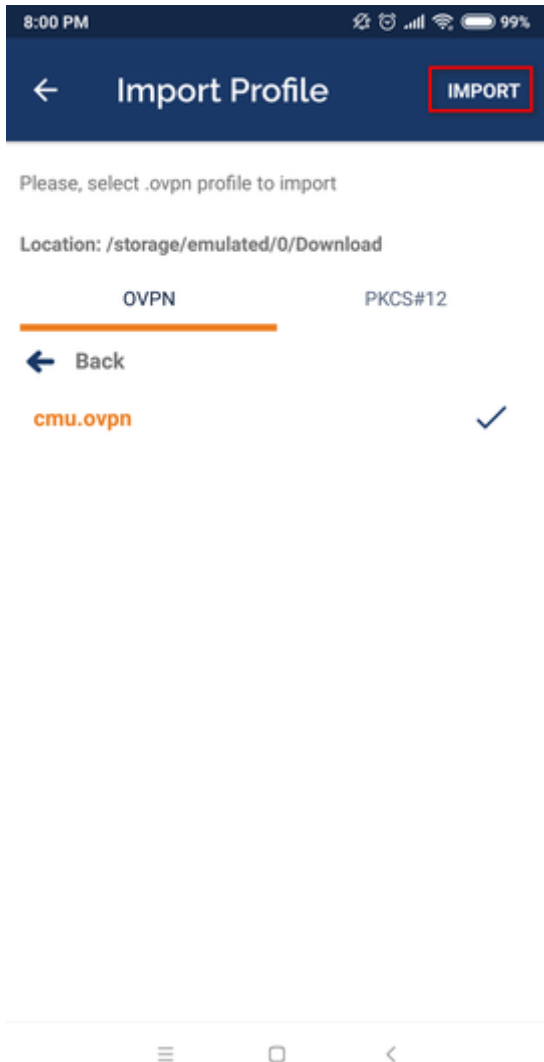 8:00 PM 99%
Import Profile IMPORT
Please, select .ovpn profile to import
Location: /storage/emulated/0/Download
OVPN PKCS#12
Back
cmu.ovpn